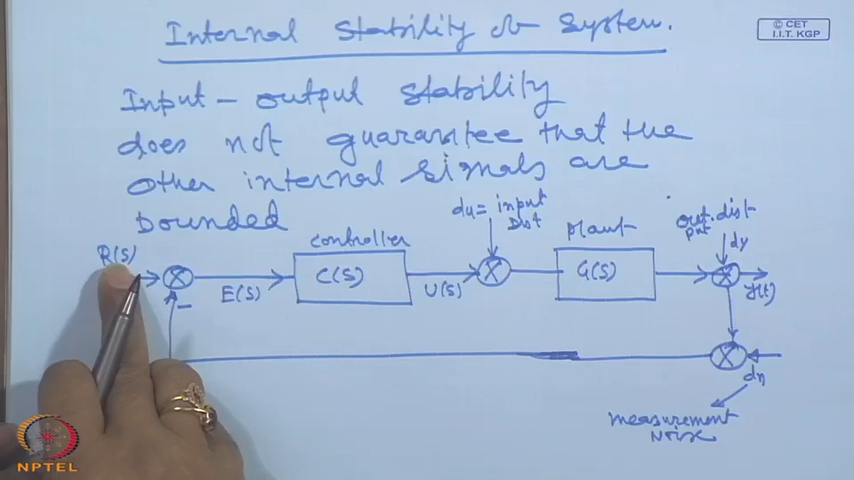 Internal Stability of System.
© CET
I.I.T. KGP
Input - output stability
does not guarantee that the
other internal signals are
bounded
du = input
Dist
out. dist
put
dy
R(s)
controller
plant
C(s)
G(s)
E(s)
U(s)
y(t)
-
dη
measurement
Noise
NPTEL